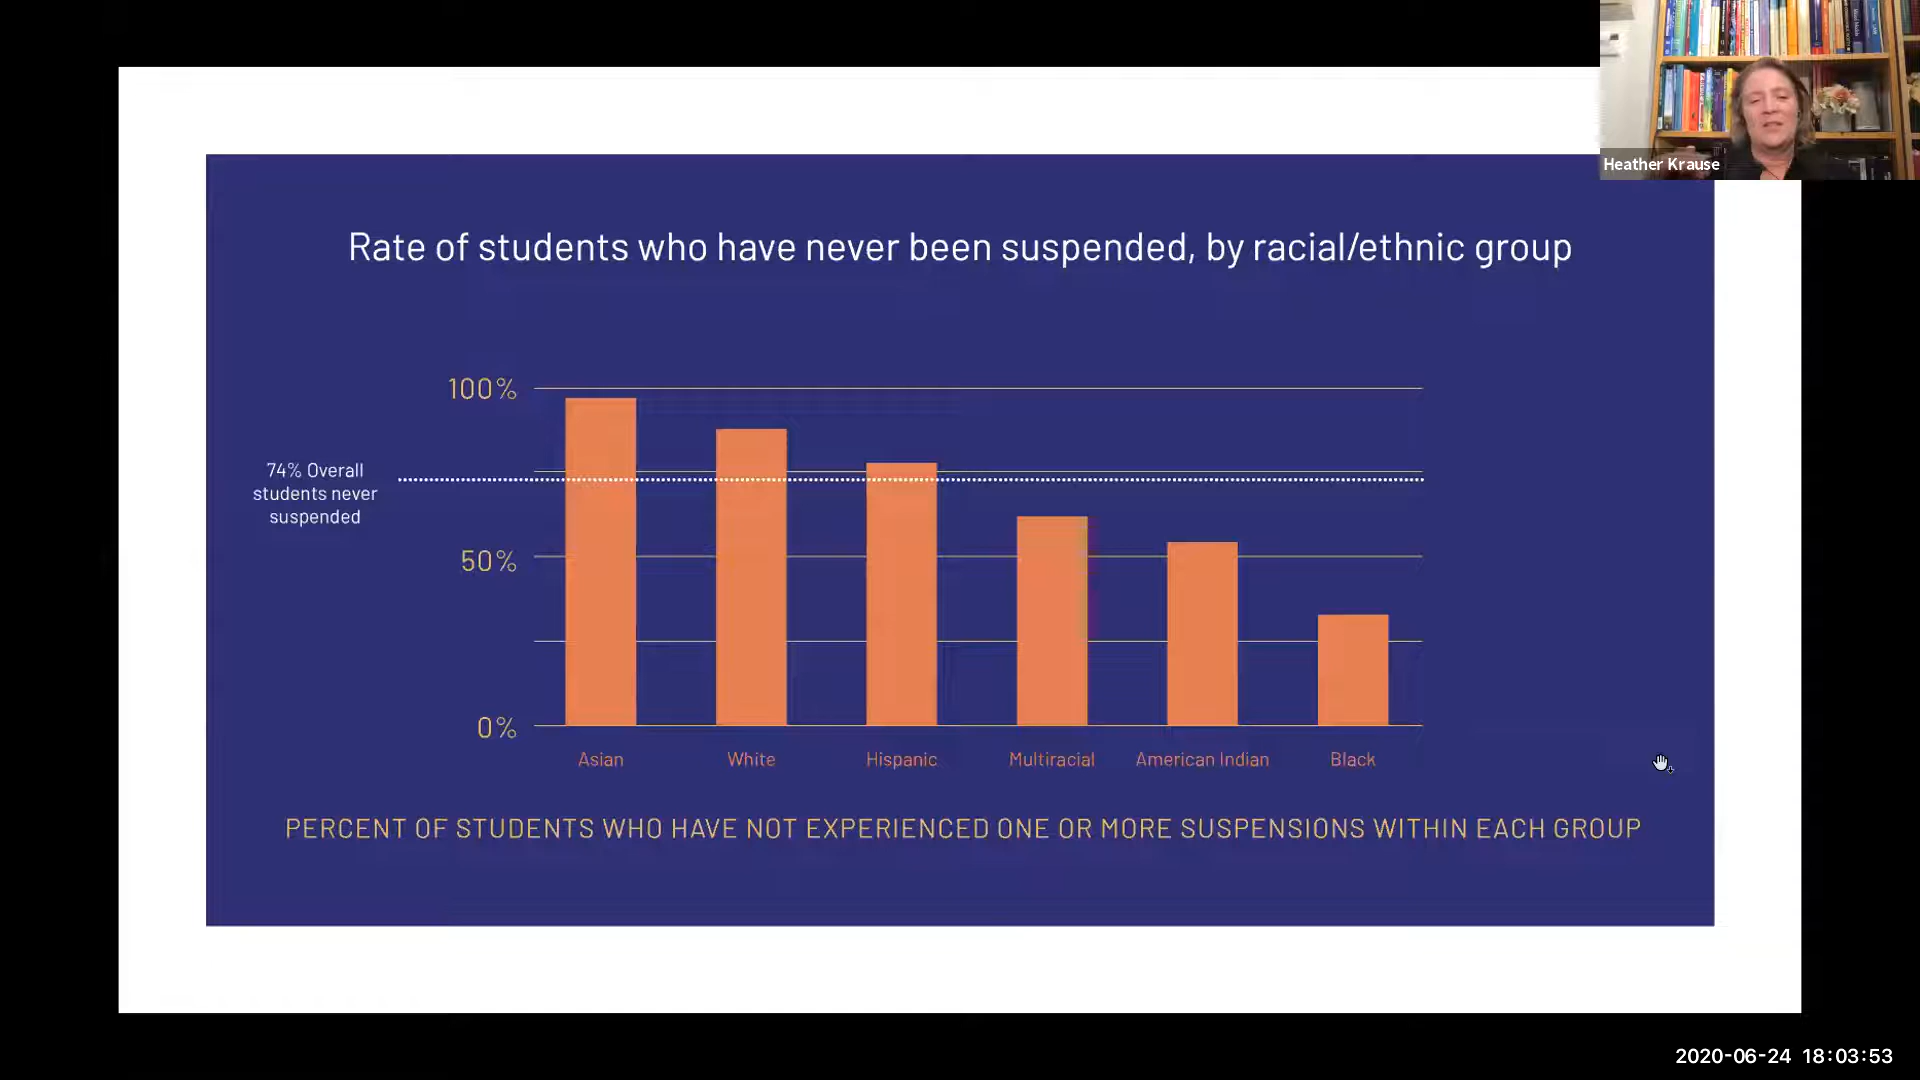 Heather Krause
Rate of students who have never been suspended, by racial/ethnic group
100%
74% Overall
students never
suspended
50%
0%
Asian
White
Hispanic
Multiracial
American Indian
Black
PERCENT OF STUDENTS WHO HAVE NOT EXPERIENCED ONE OR MORE SUSPENSIONS WITHIN EACH GROUP
2020-06-24 18:03:53